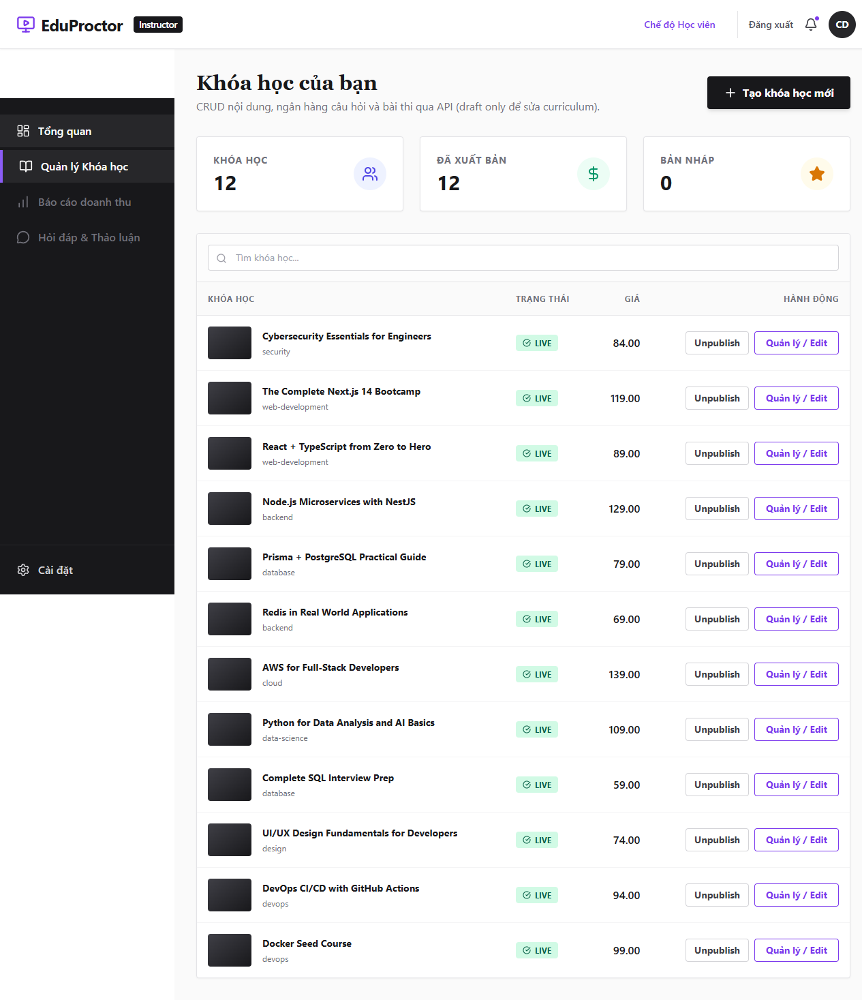 EduProctor Instructor
Chế độ Học viên Đăng xuất CD
Tổng quan
Quản lý Khóa học
Báo cáo doanh thu
Hỏi đáp & Thảo luận
Cài đặt
Khóa học của bạn
CRUD nội dung, ngân hàng câu hỏi và bài thi qua API (draft only để sửa curriculum).
Tạo khóa học mới
KHÓA HỌC
12
ĐÃ XUẤT BẢN
12
BẢN NHÁP
0
Tìm khóa học...
KHÓA HỌC TRẠNG THÁI GIÁ HÀNH ĐỘNG
Cybersecurity Essentials for Engineers
security
LIVE 84.00 Unpublish Quản lý / Edit
The Complete Next.js 14 Bootcamp
web-development
LIVE 119.00 Unpublish Quản lý / Edit
React + TypeScript from Zero to Hero
web-development
LIVE 89.00 Unpublish Quản lý / Edit
Node.js Microservices with NestJS
backend
LIVE 129.00 Unpublish Quản lý / Edit
Prisma + PostgreSQL Practical Guide
database
LIVE 79.00 Unpublish Quản lý / Edit
Redis in Real World Applications
backend
LIVE 69.00 Unpublish Quản lý / Edit
AWS for Full-Stack Developers
cloud
LIVE 139.00 Unpublish Quản lý / Edit
Python for Data Analysis and AI Basics
data-science
LIVE 109.00 Unpublish Quản lý / Edit
Complete SQL Interview Prep
database
LIVE 59.00 Unpublish Quản lý / Edit
UI/UX Design Fundamentals for Developers
design
LIVE 74.00 Unpublish Quản lý / Edit
DevOps CI/CD with GitHub Actions
devops
LIVE 94.00 Unpublish Quản lý / Edit
Docker Seed Course
devops
LIVE 99.00 Unpublish Quản lý / Edit